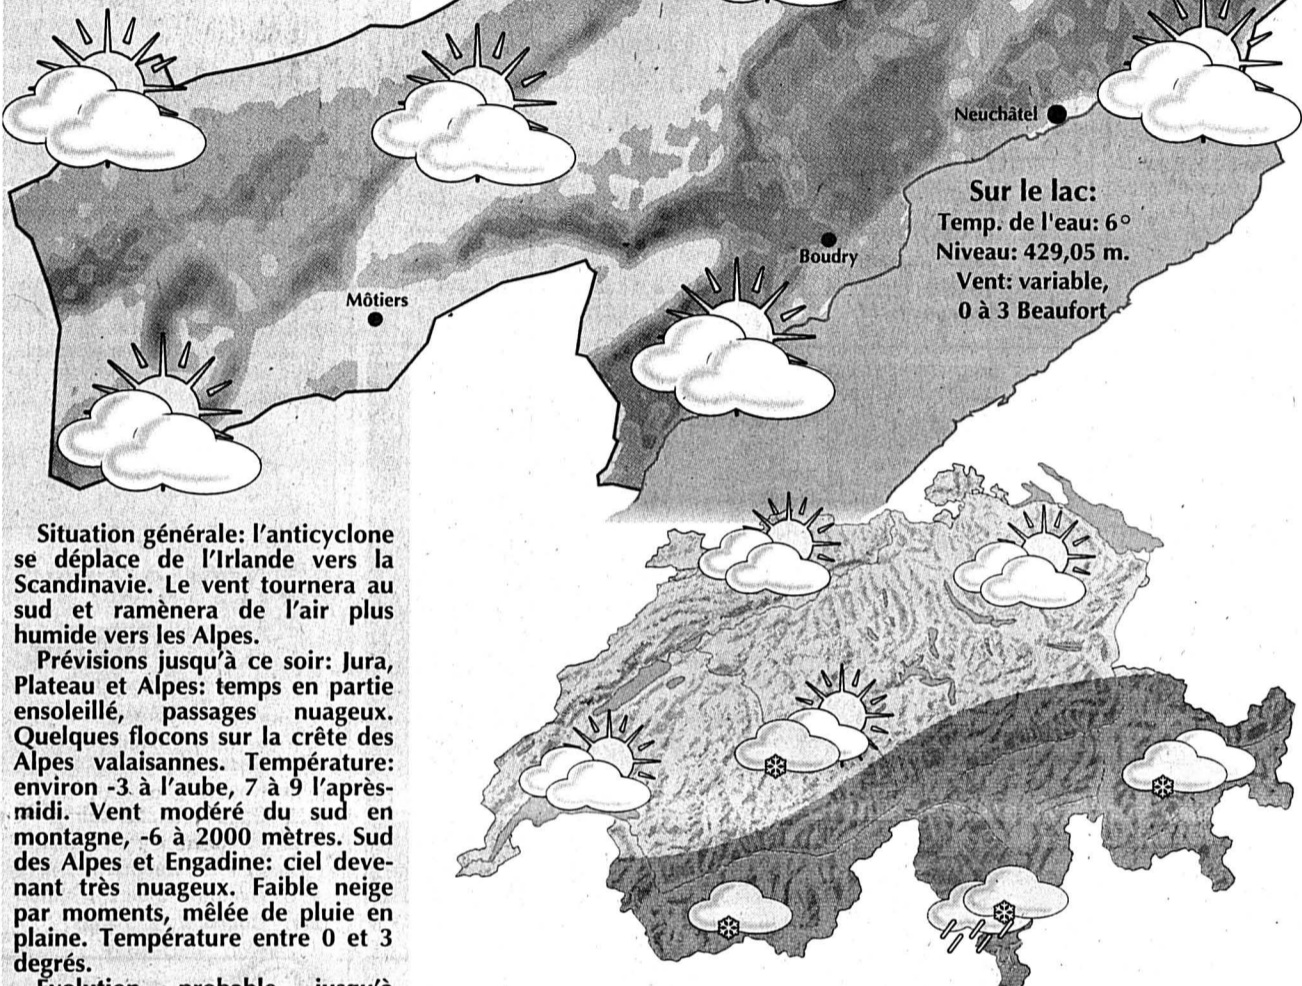 Neuchâtel
Sur le lac:
Temp. de l'eau: 6°
Niveau: 429,05 m.
Vent: variable,
0 à 3 Beaufort
Boudry
Môtiers
Situation générale: l'anticyclone
se déplace de l'Irlande vers la
Scandinavie. Le vent tournera au
sud et ramènera de l'air plus
humide vers les Alpes.
Prévisions jusqu'à ce soir: Jura,
Plateau et Alpes: temps en partie
ensoleillé, passages nuageux.
Quelques flocons sur la crête des
Alpes valaisannes. Température:
environ -3 à l'aube, 7 à 9 l'après-
midi. Vent modéré du sud en
montagne, -6 à 2000 mètres. Sud
des Alpes et Engadine: ciel deve-
nant très nuageux. Faible neige
par moments, mêlée de pluie en
plaine. Température entre 0 et 3
degrés.
Evolution probable jusqu'à